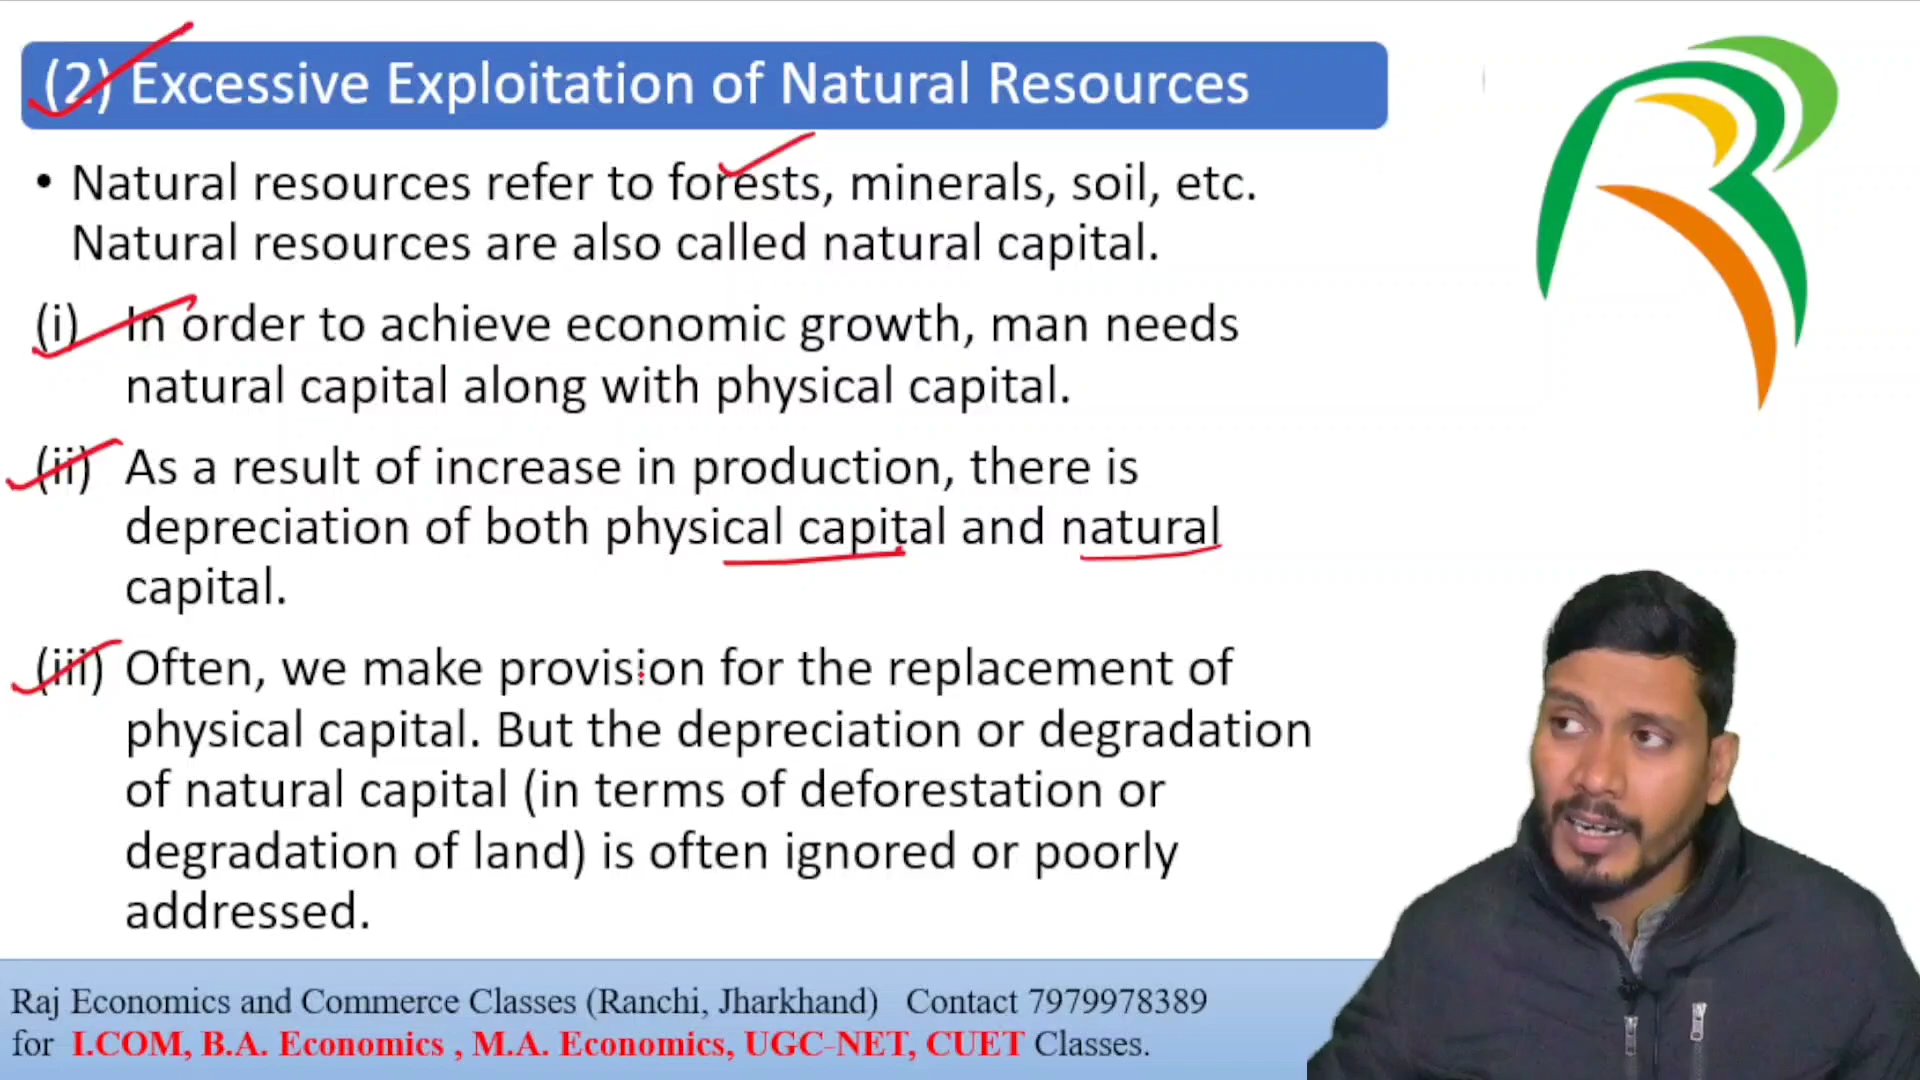 (2) Excessive Exploitation of Natural Resources
• Natural resources refer to forests, minerals, soil, etc.
Natural resources are also called natural capital.
(i) In order to achieve economic growth, man needs
natural capital along with physical capital.
(ii) As a result of increase in production, there is
depreciation of both physical capital and natural
capital.
(iii) Often, we make provision for the replacement of
physical capital. But the depreciation or degradation
of natural capital (in terms of deforestation or
degradation of land) is often ignored or poorly
addressed.
Raj Economics and Commerce Classes (Ranchi, Jharkhand) Contact 7979978389
for I.COM, B.A. Economics , M.A. Economics, UGC-NET, CUET Classes.